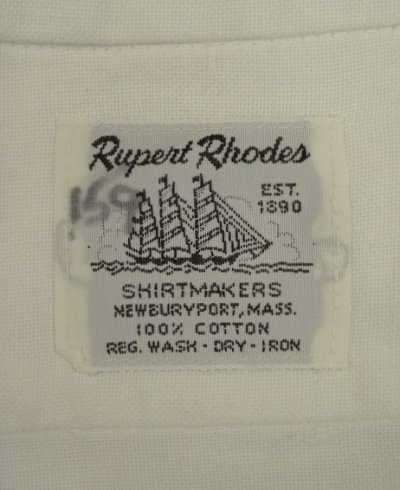 Rupert Rhodes
EST.
1890
SHIRTMAKERS
NEWBURYPORT, MASS.
100% COTTON
REG. WASH - DRY - IRON